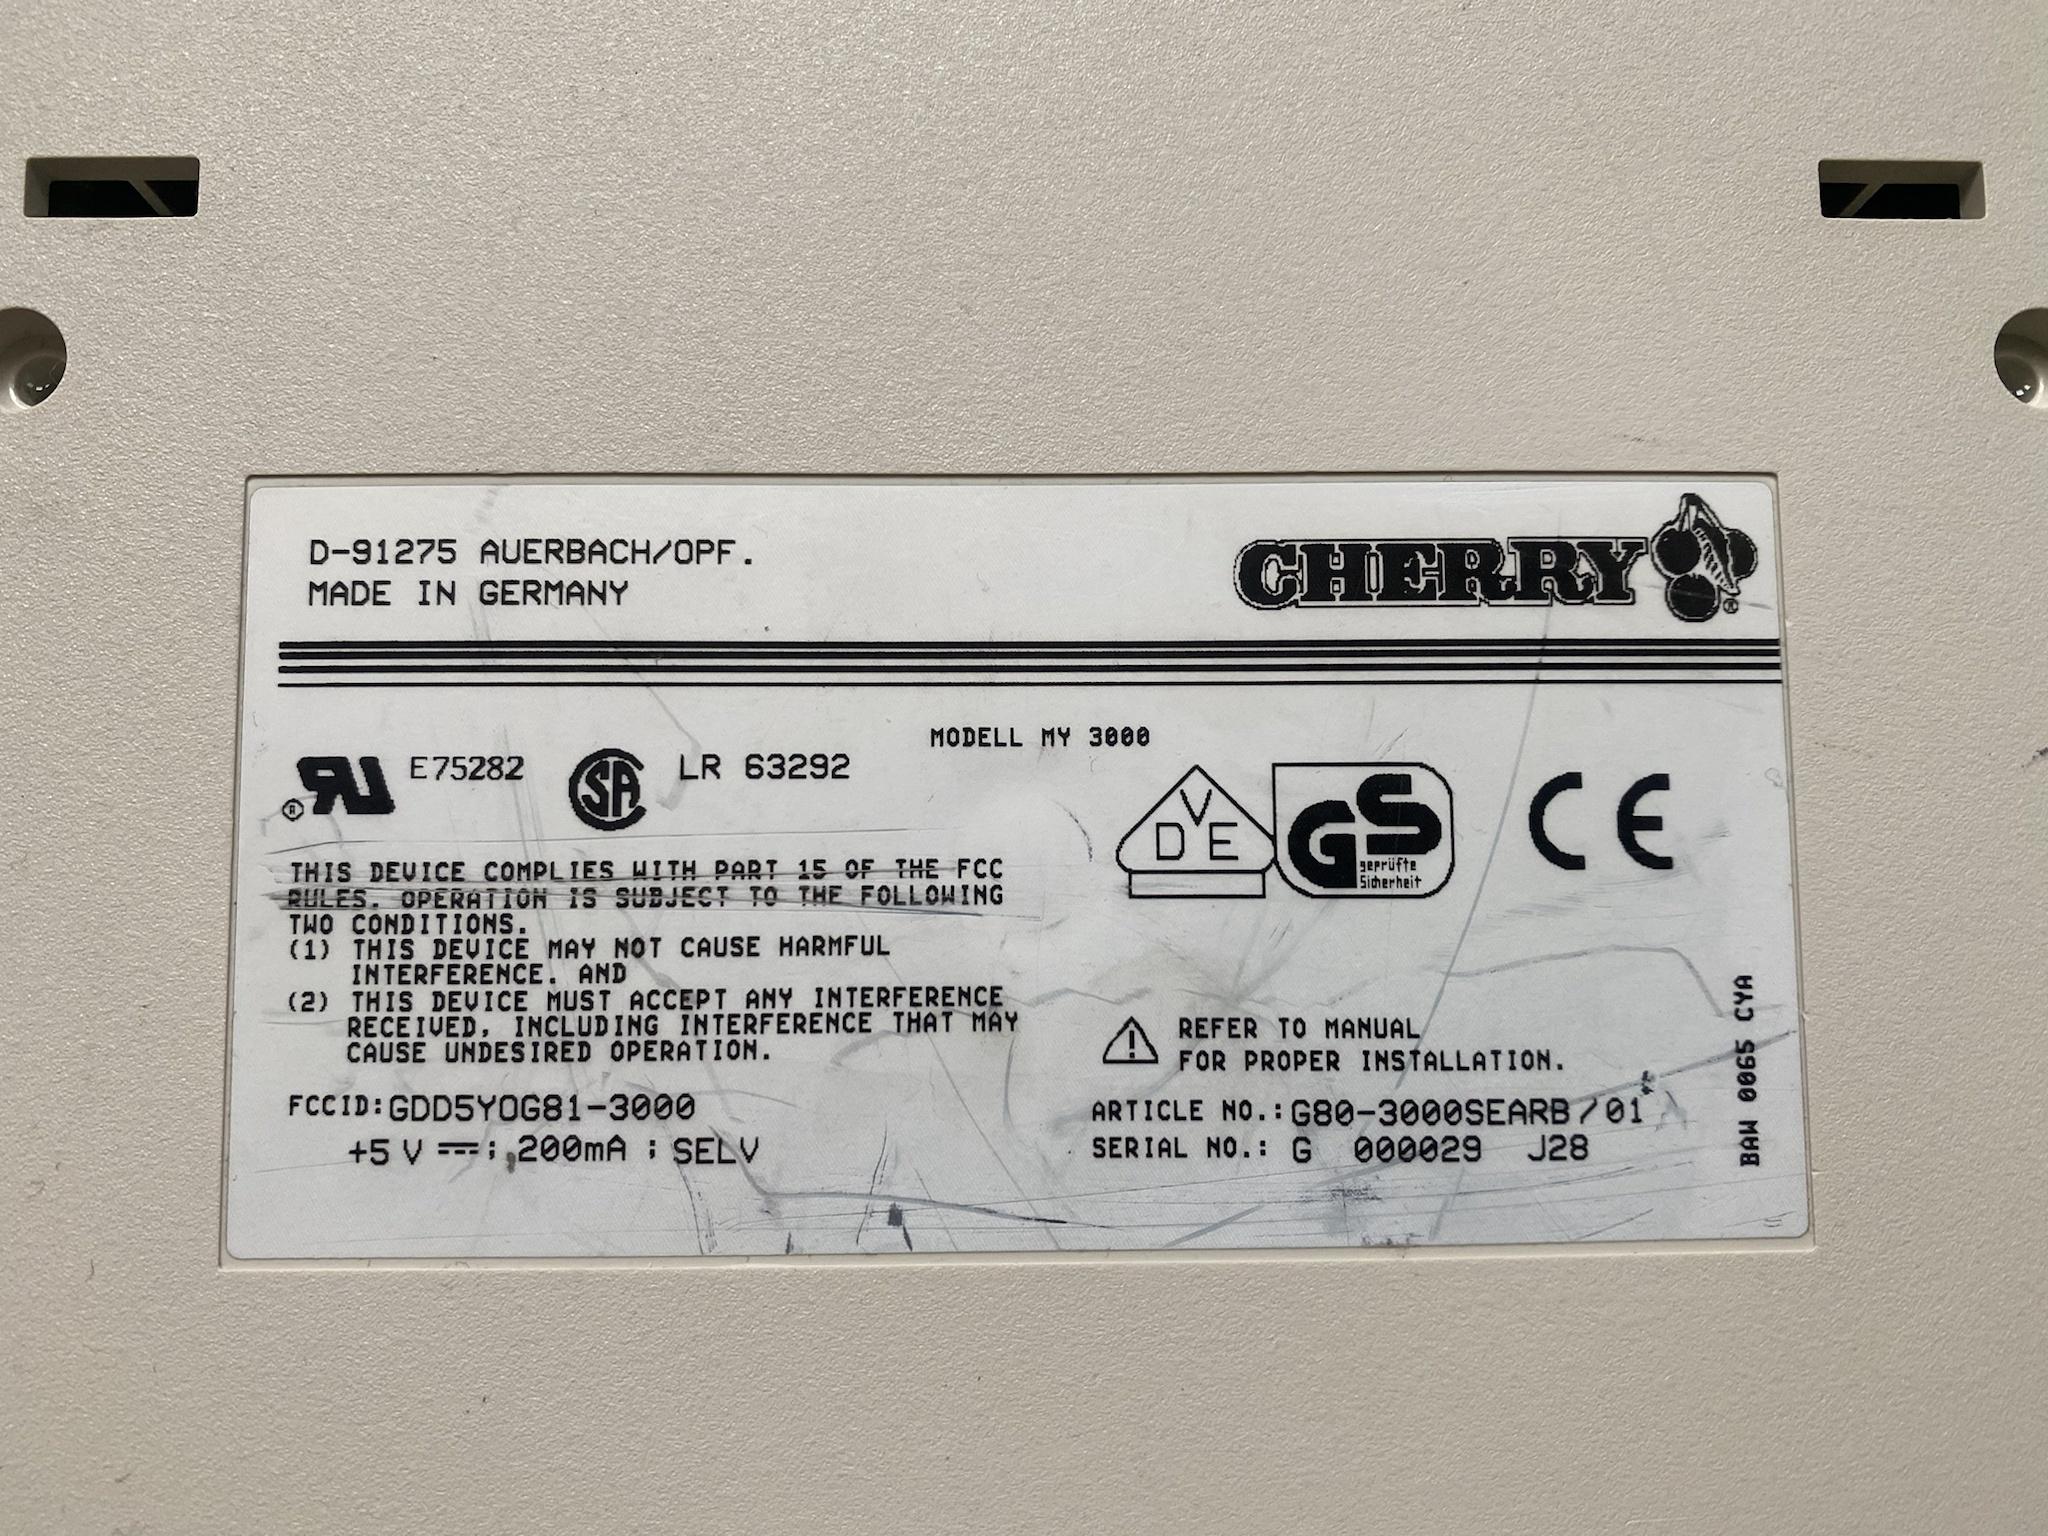 D-91275 AUERBACH/OPF.
MADE IN GERMANY
CHERRY ®
MODELL MY 3000
E75282
LR 63292
VDE
GS
geprüfte
Sicherheit
CE
THIS DEVICE COMPLIES WITH PART 15 OF THE FCC
RULES. OPERATION IS SUBJECT TO THE FOLLOWING
TWO CONDITIONS.
(1) THIS DEVICE MAY NOT CAUSE HARMFUL
INTERFERENCE. AND
(2) THIS DEVICE MUST ACCEPT ANY INTERFERENCE
RECEIVED, INCLUDING INTERFERENCE THAT MAY
CAUSE UNDESIRED OPERATION.
REFER TO MANUAL
FOR PROPER INSTALLATION.
FCCID:GDD5YOG81-3000
+5 V ⎓; 200mA ; SELV
ARTICLE NO.:G80-3000SEARB/01
SERIAL NO.: G 000029 J28
BAW 0065 CYA